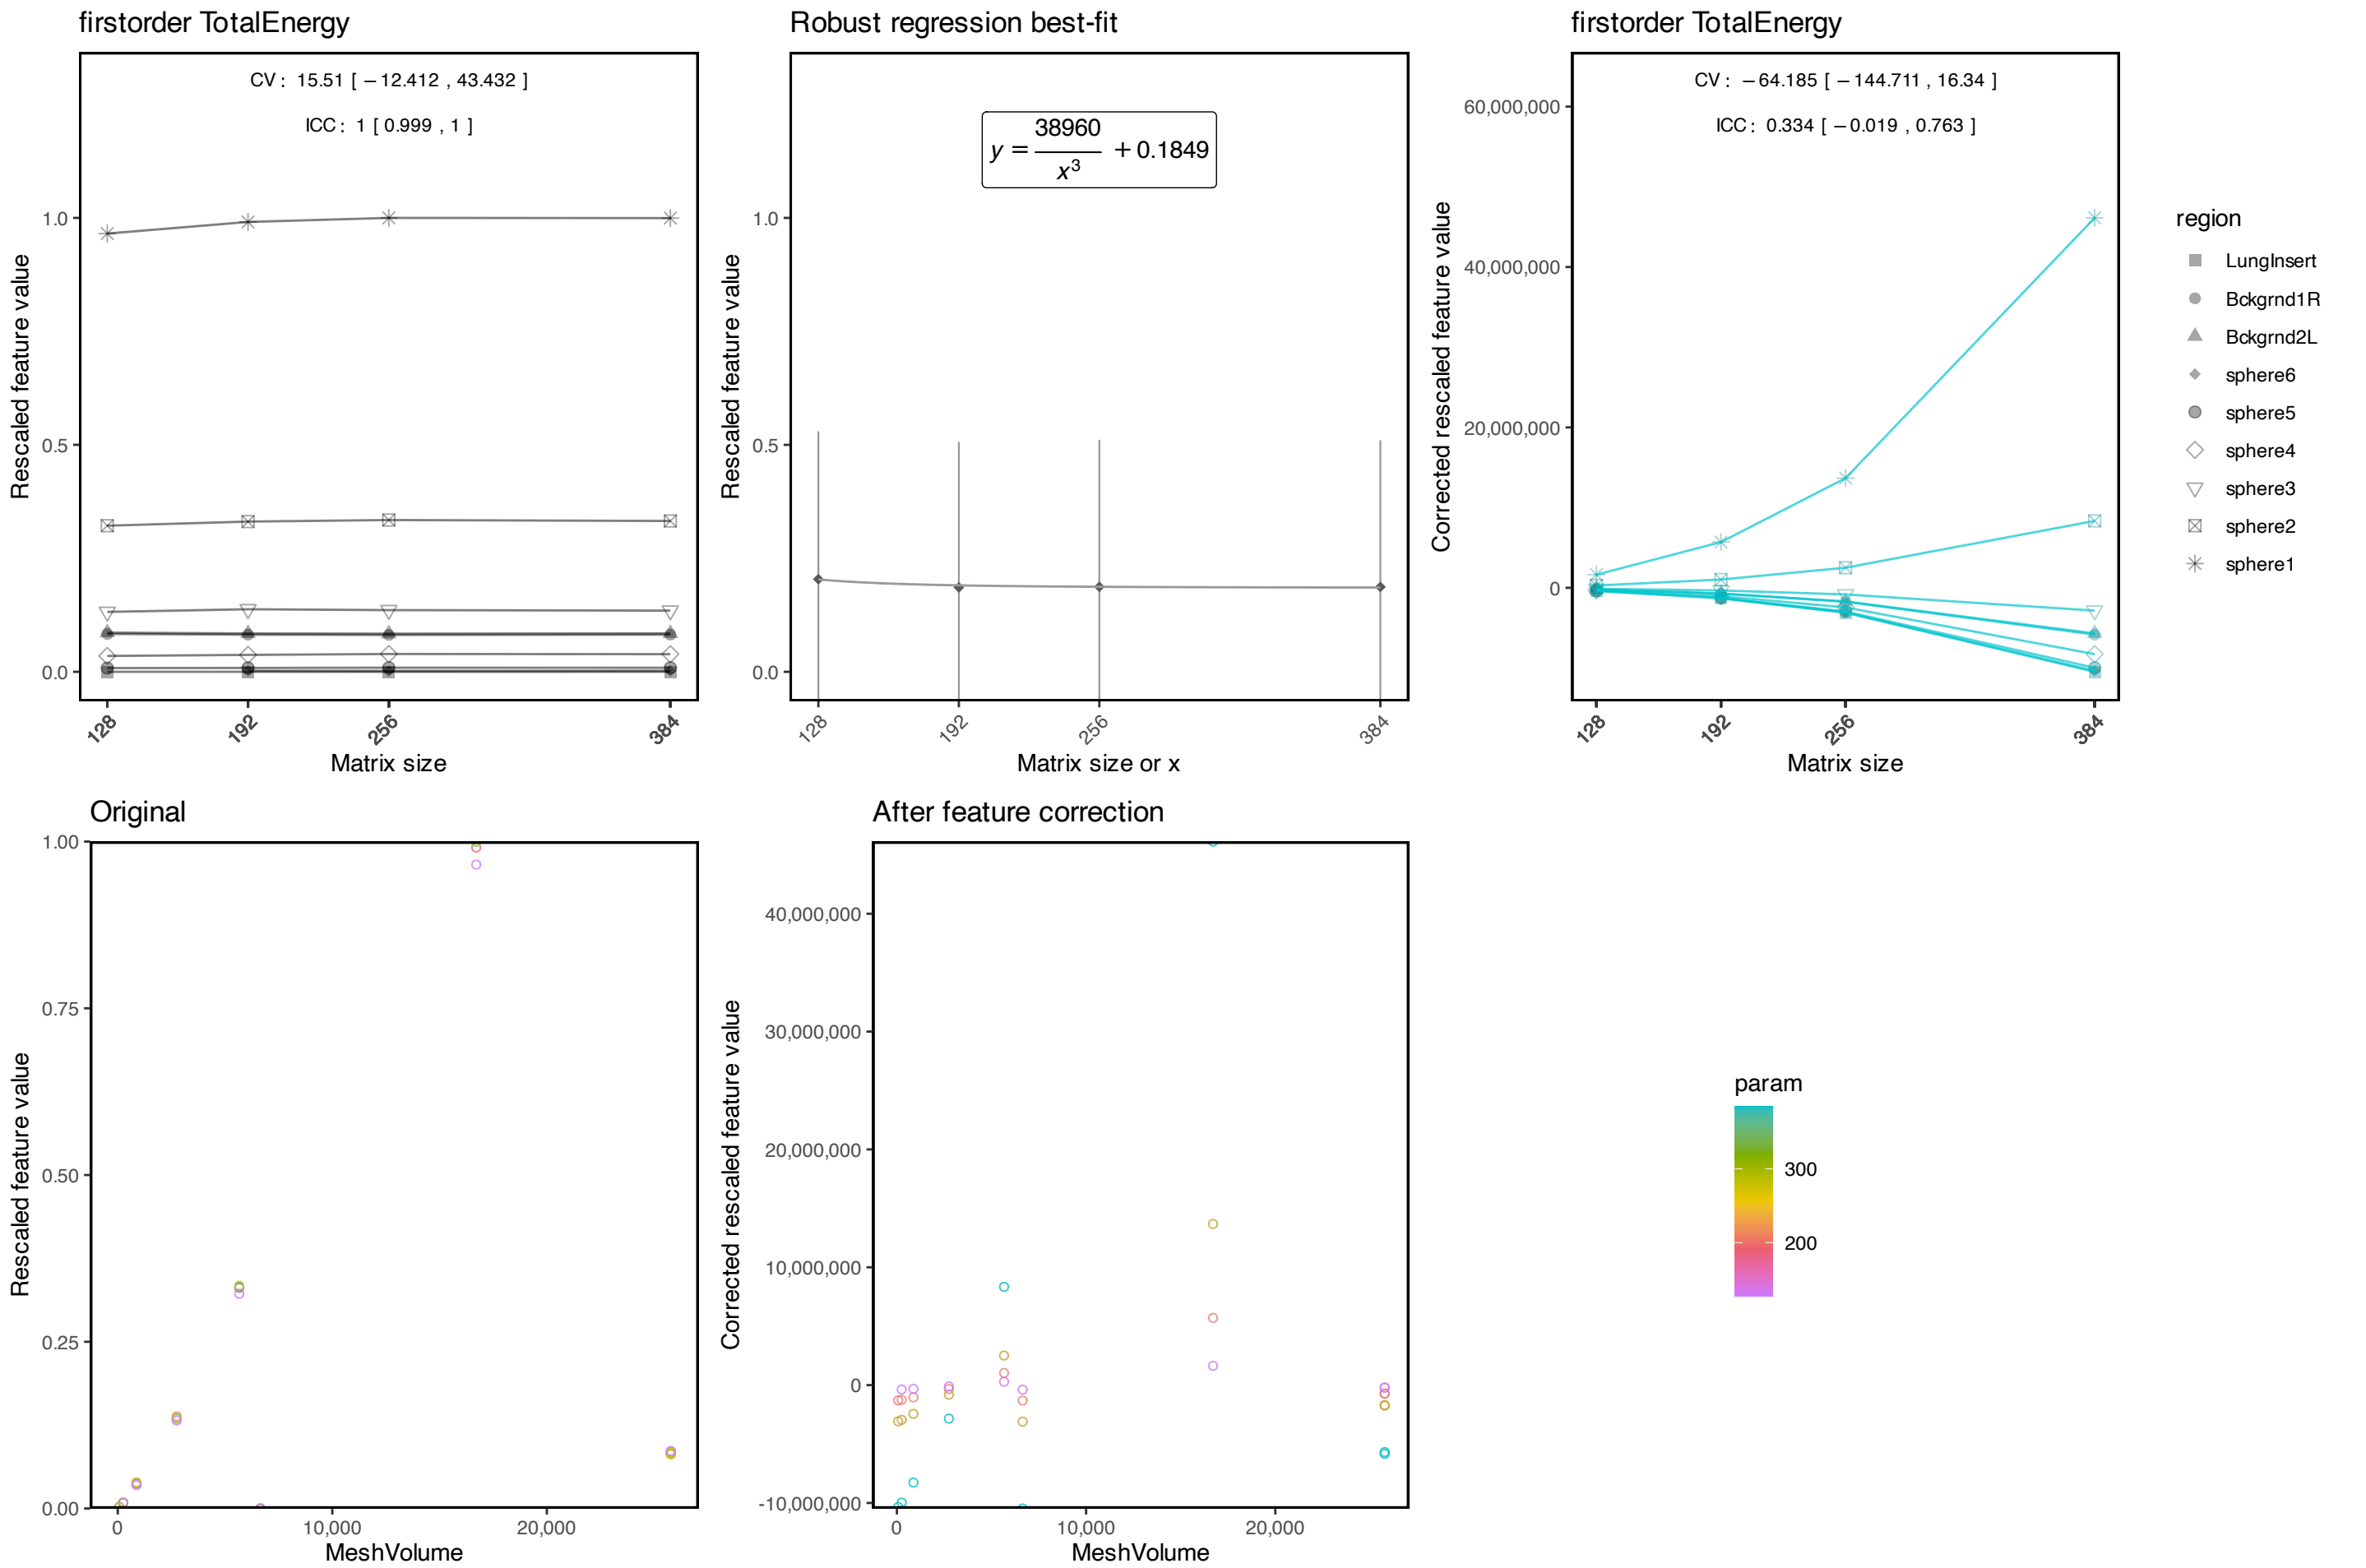 firstorder TotalEnergy
CV : 15.51 [ −12.412 , 43.432 ]
ICC : 1 [ 0.999 , 1 ]
Rescaled feature value
1.0
0.5
0.0
128
192
256
384
Matrix size
Robust regression best-fit
y = 38960 / x³ + 0.1849
Rescaled feature value
1.0
0.5
0.0
128
192
256
384
Matrix size or x
firstorder TotalEnergy
CV : −64.185 [ −144.711 , 16.34 ]
ICC : 0.334 [ −0.019 , 0.763 ]
Corrected rescaled feature value
60,000,000
40,000,000
20,000,000
0
128
192
256
384
Matrix size
region
LungInsert
Bckgrnd1R
Bckgrnd2L
sphere6
sphere5
sphere4
sphere3
sphere2
sphere1
Original
Rescaled feature value
1.00
0.75
0.50
0.25
0.00
0
10,000
20,000
MeshVolume
After feature correction
Corrected rescaled feature value
40,000,000
30,000,000
20,000,000
10,000,000
0
-10,000,000
0
10,000
20,000
MeshVolume
param
300
200